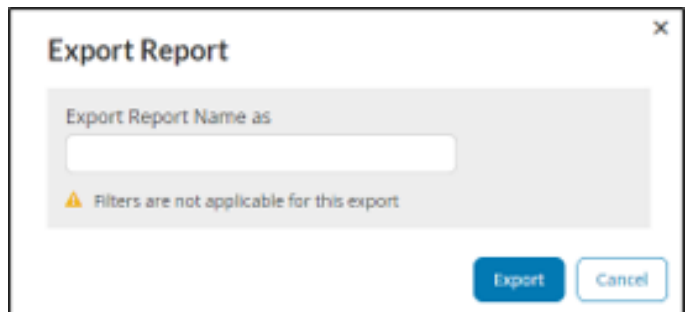 Export Report
Export Report Name as
Filters are not applicable for this export
Export
Cancel